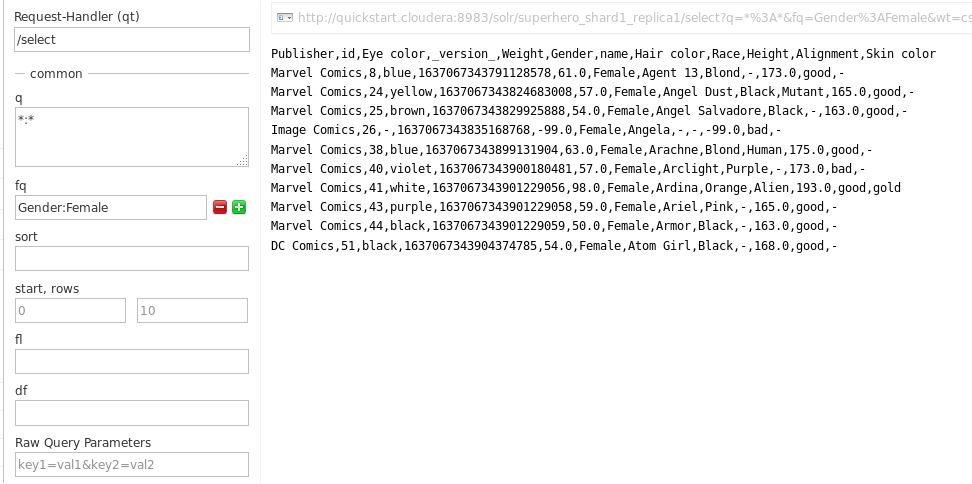 Request-Handler (qt)
/select
common
q
*:*
fq
Gender:Female
sort
start, rows
0
10
fl
df
Raw Query Parameters
key1=val1&key2=val2
http://quickstart.cloudera:8983/solr/superhero_shard1_replica1/select?q=*%3A*&fq=Gender%3AFemale&wt=cs
Publisher,id,Eye color,_version_,Weight,Gender,name,Hair color,Race,Height,Alignment,Skin color
Marvel Comics,8,blue,1637067343791128578,61.0,Female,Agent 13,Blond,-,173.0,good,-
Marvel Comics,24,yellow,1637067343824683008,57.0,Female,Angel Dust,Black,Mutant,165.0,good,-
Marvel Comics,25,brown,1637067343829925888,54.0,Female,Angel Salvadore,Black,-,163.0,good,-
Image Comics,26,-,1637067343835168768,-99.0,Female,Angela,-,-,-99.0,bad,-
Marvel Comics,38,blue,1637067343899131904,63.0,Female,Arachne,Blond,Human,175.0,good,-
Marvel Comics,40,violet,1637067343900180481,57.0,Female,Arclight,Purple,-,173.0,bad,-
Marvel Comics,41,white,1637067343901229056,98.0,Female,Ardina,Orange,Alien,193.0,good,gold
Marvel Comics,43,purple,1637067343901229058,59.0,Female,Ariel,Pink,-,165.0,good,-
Marvel Comics,44,black,1637067343901229059,50.0,Female,Armor,Black,-,163.0,good,-
DC Comics,51,black,1637067343904374785,54.0,Female,Atom Girl,Black,-,168.0,good,-